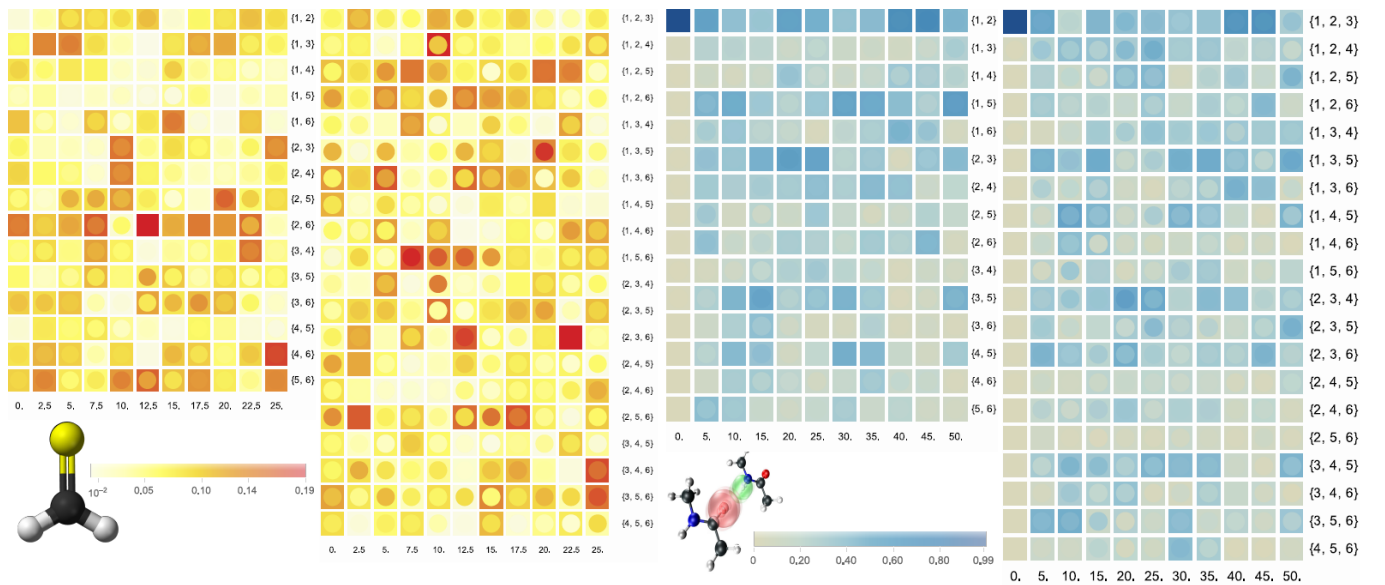 {1, 2}
{1, 3}
{1, 4}
{1, 5}
{1, 6}
{2, 3}
{2, 4}
{2, 5}
{2, 6}
{3, 4}
{3, 5}
{3, 6}
{4, 5}
{4, 6}
{5, 6}
0. 2.5 5. 7.5 10. 12.5 15. 17.5 20. 22.5 25.
10⁻² 0.05 0.10 0.14 0.19
{1, 2, 3}
{1, 2, 4}
{1, 2, 5}
{1, 2, 6}
{1, 3, 4}
{1, 3, 5}
{1, 3, 6}
{1, 4, 5}
{1, 4, 6}
{1, 5, 6}
{2, 3, 4}
{2, 3, 5}
{2, 3, 6}
{2, 4, 5}
{2, 4, 6}
{2, 5, 6}
{3, 4, 5}
{3, 4, 6}
{3, 5, 6}
{4, 5, 6}
0. 2.5 5. 7.5 10. 12.5 15. 17.5 20. 22.5 25.
{1, 2}
{1, 3}
{1, 4}
{1, 5}
{1, 6}
{2, 3}
{2, 4}
{2, 5}
{2, 6}
{3, 4}
{3, 5}
{3, 6}
{4, 5}
{4, 6}
{5, 6}
0. 5. 10. 15. 20. 25. 30. 35. 40. 45. 50.
0 0.40 0.60 0.80 0.99
{1, 2, 3}
{1, 2, 4}
{1, 2, 5}
{1, 2, 6}
{1, 3, 4}
{1, 3, 5}
{1, 3, 6}
{1, 4, 5}
{1, 4, 6}
{1, 5, 6}
{2, 3, 4}
{2, 3, 5}
{2, 3, 6}
{2, 4, 5}
{2, 4, 6}
{2, 5, 6}
{3, 4, 5}
{3, 4, 6}
{3, 5, 6}
{4, 5, 6}
0. 5. 10. 15. 20. 25. 30. 35. 40. 45. 50.